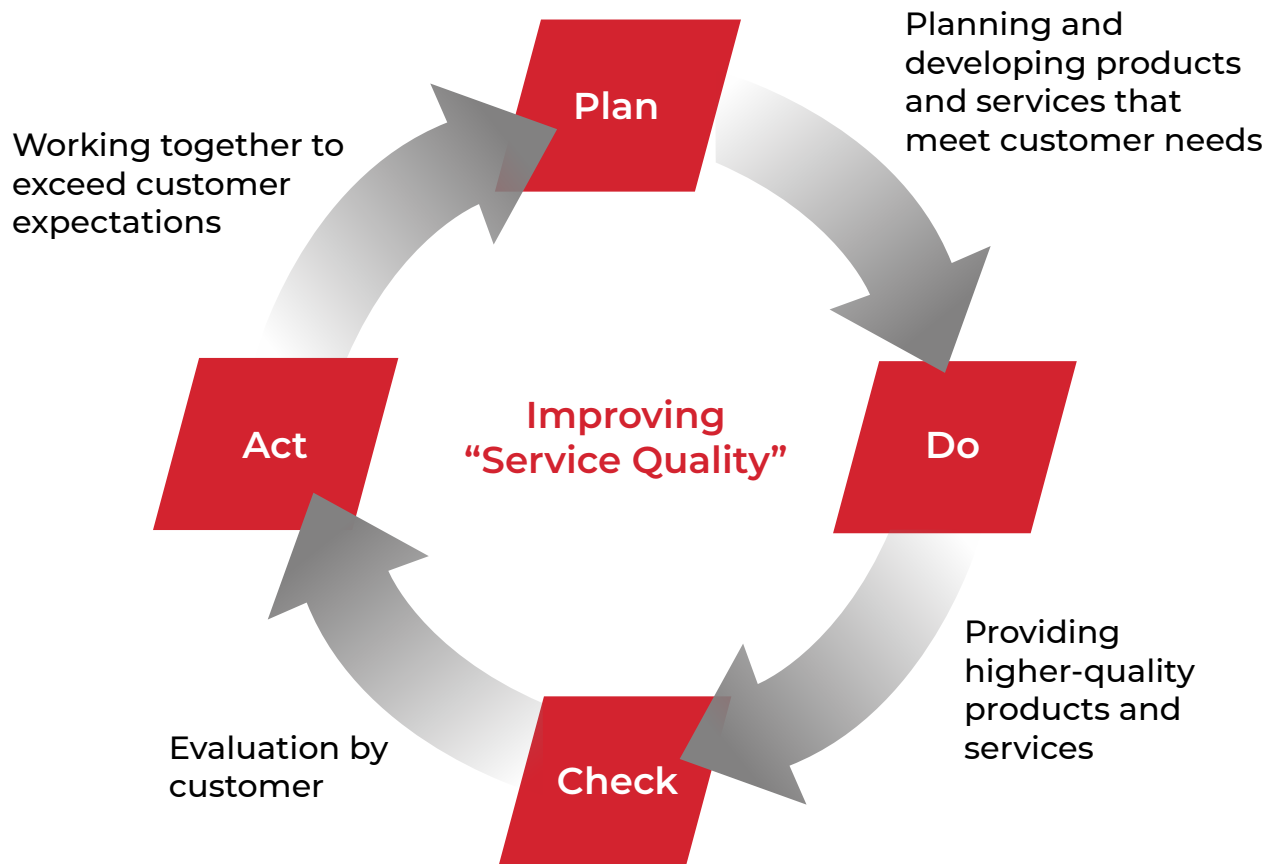 Plan
Planning and
developing products
and services that
meet customer needs
Working together to
exceed customer
expectations
Improving
“Service Quality”
Act
Do
Providing
higher-quality
products and
services
Evaluation by
customer
Check